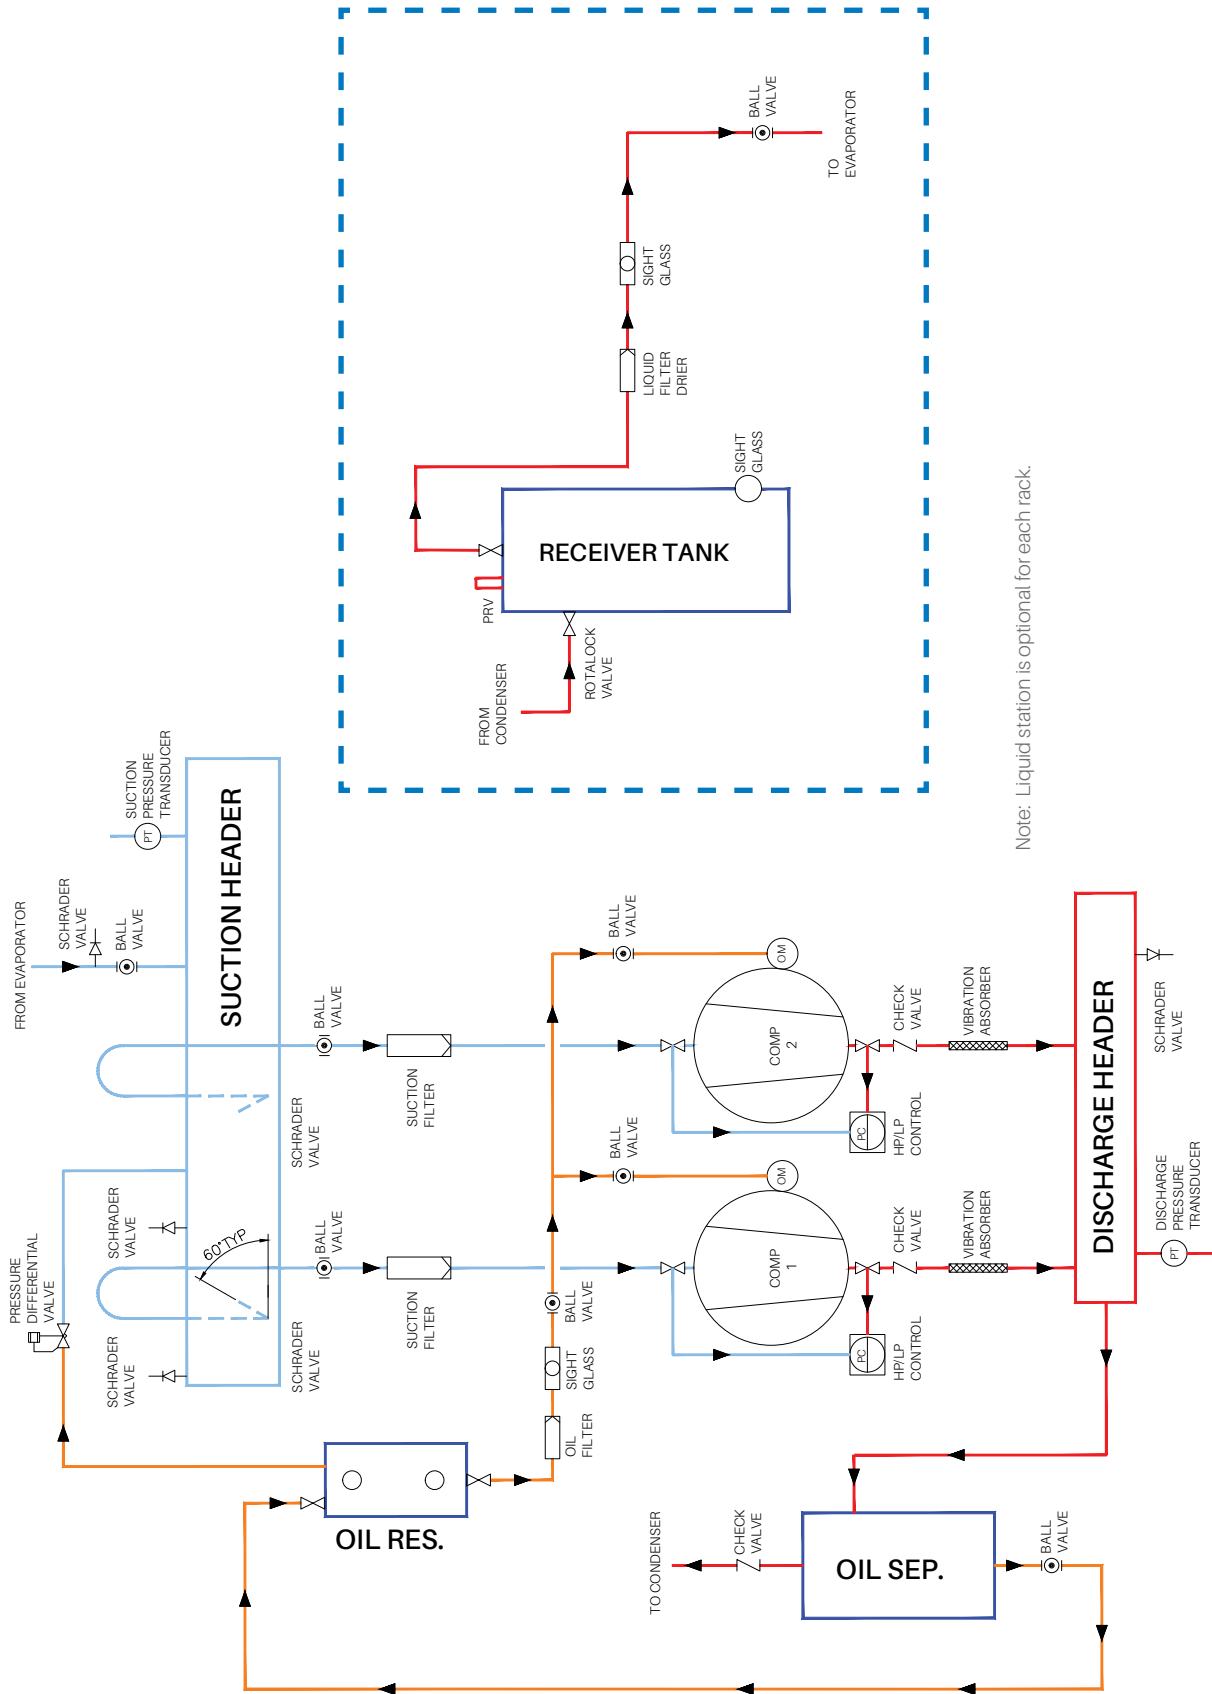 FROM EVAPORATOR
SCHRADER
VALVE
BALL
VALVE
SUCTION
PRESSURE
TRANSDUCER
PT
SUCTION HEADER
PRESSURE
DIFFERENTIAL
VALVE
SCHRADER
VALVE
SCHRADER
VALVE
60°TYP
SCHRADER
VALVE
SCHRADER
VALVE
BALL
VALVE
BALL
VALVE
SUCTION
FILTER
SUCTION
FILTER
OIL RES.
OIL
FILTER
SIGHT
GLASS
BALL
VALVE
BALL
VALVE
BALL
VALVE
OM
OM
COMP
1
COMP
2
PC
HP/LP
CONTROL
PC
HP/LP
CONTROL
CHECK
VALVE
CHECK
VALVE
VIBRATION
ABSORBER
VIBRATION
ABSORBER
DISCHARGE HEADER
SCHRADER
VALVE
PT
DISCHARGE
PRESSURE
TRANSDUCER
TO CONDENSER
CHECK
VALVE
OIL SEP.
BALL
VALVE
FROM
CONDENSER
ROTALOCK
VALVE
PRV
RECEIVER TANK
SIGHT
GLASS
LIQUID
FILTER
DRIER
SIGHT
GLASS
BALL
VALVE
TO
EVAPORATOR
Note: Liquid station is optional for each rack.